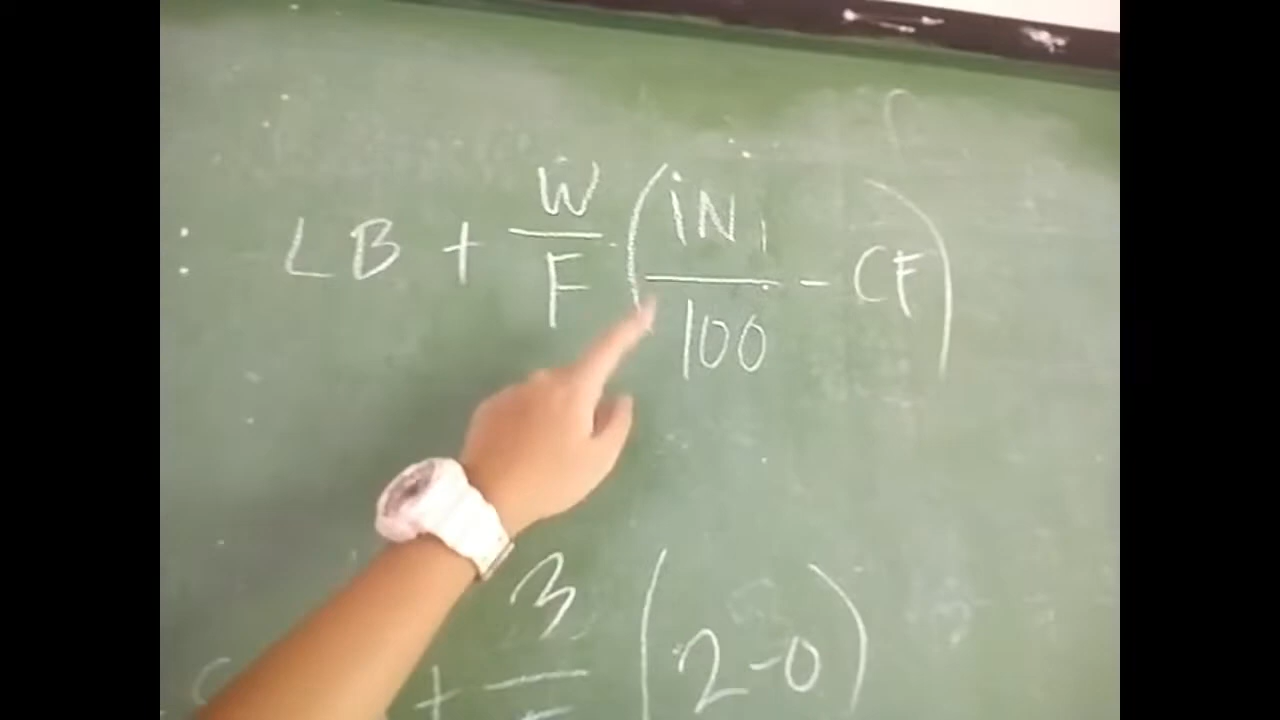 : LB + W/F (iN/100 - CF)
+ 3/ (2-0)